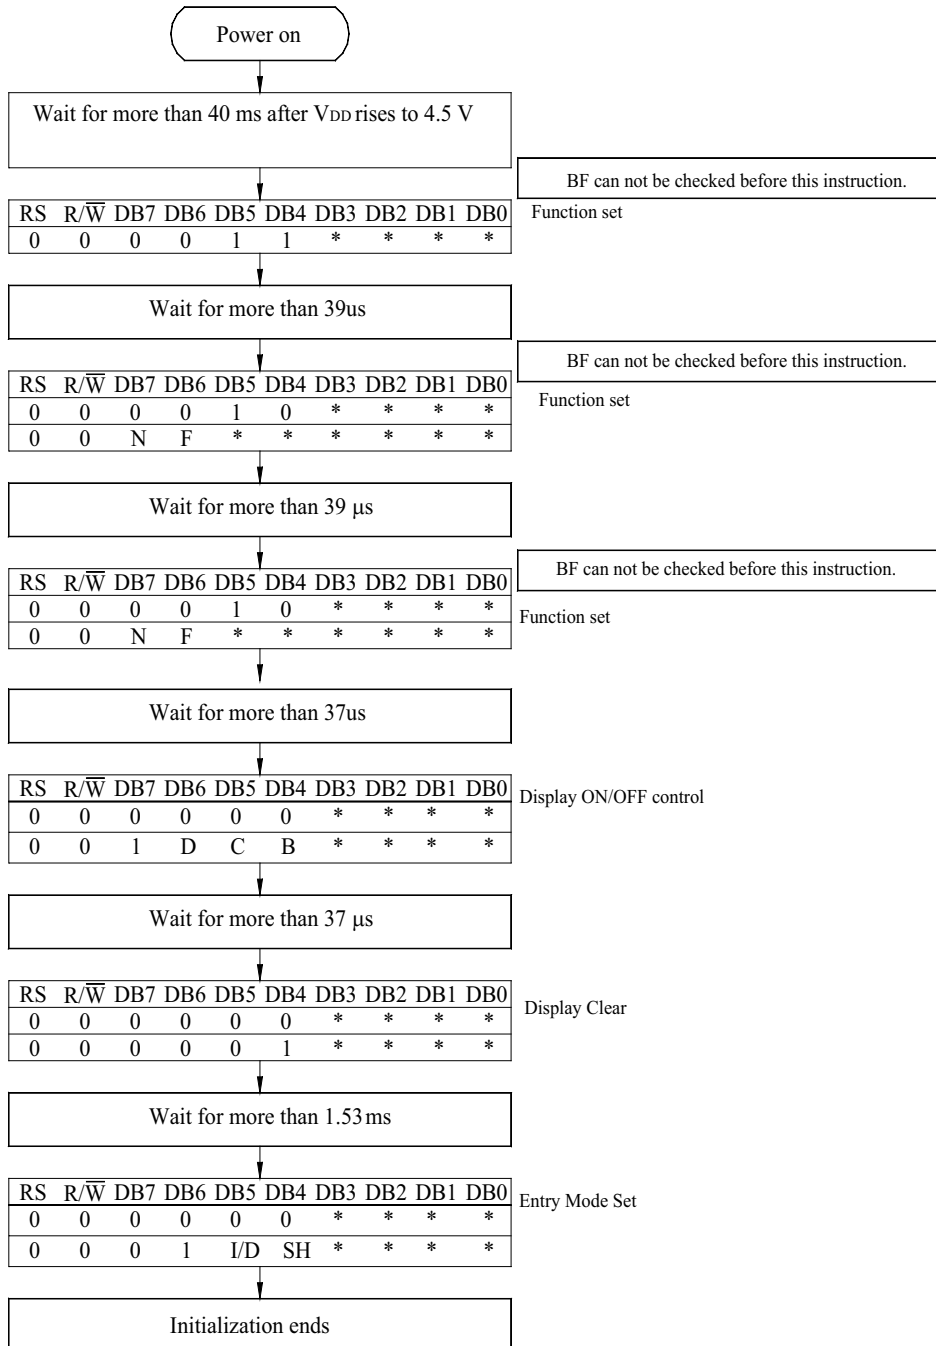 Power on
Wait for more than 40 ms after VDD rises to 4.5 V
BF can not be checked before this instruction.
RS R/W̅ DB7 DB6 DB5 DB4 DB3 DB2 DB1 DB0
Function set
0 0 0 0 1 1 * * * *
Wait for more than 39us
BF can not be checked before this instruction.
RS R/W̅ DB7 DB6 DB5 DB4 DB3 DB2 DB1 DB0
Function set
0 0 0 0 1 0 * * * *
0 0 N F * * * * * *
Wait for more than 39 μs
BF can not be checked before this instruction.
RS R/W̅ DB7 DB6 DB5 DB4 DB3 DB2 DB1 DB0
0 0 0 0 1 0 * * * *
Function set
0 0 N F * * * * * *
Wait for more than 37us
RS R/W̅ DB7 DB6 DB5 DB4 DB3 DB2 DB1 DB0
Display ON/OFF control
0 0 0 0 0 0 * * * *
0 0 1 D C B * * * *
Wait for more than 37 μs
RS R/W̅ DB7 DB6 DB5 DB4 DB3 DB2 DB1 DB0
Display Clear
0 0 0 0 0 0 * * * *
0 0 0 0 0 1 * * * *
Wait for more than 1.53ms
RS R/W̅ DB7 DB6 DB5 DB4 DB3 DB2 DB1 DB0
Entry Mode Set
0 0 0 0 0 0 * * * *
0 0 0 1 I/D SH * * * *
Initialization ends